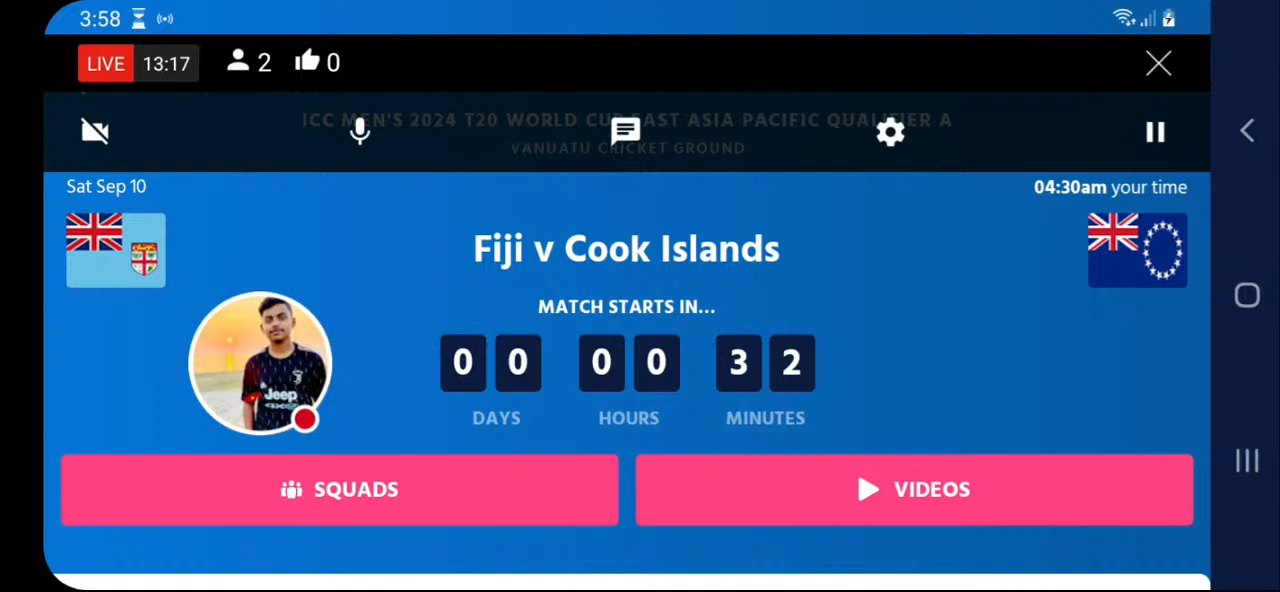 3:58
LIVE 13:17 2 0
ICC MEN'S 2024 T20 WORLD CUP EAST ASIA PACIFIC QUALIFIER A
VANUATU CRICKET GROUND
Sat Sep 10
04:30am your time
Fiji v Cook Islands
MATCH STARTS IN...
0 0 0 0 3 2
DAYS HOURS MINUTES
Jeep
SQUADS
VIDEOS